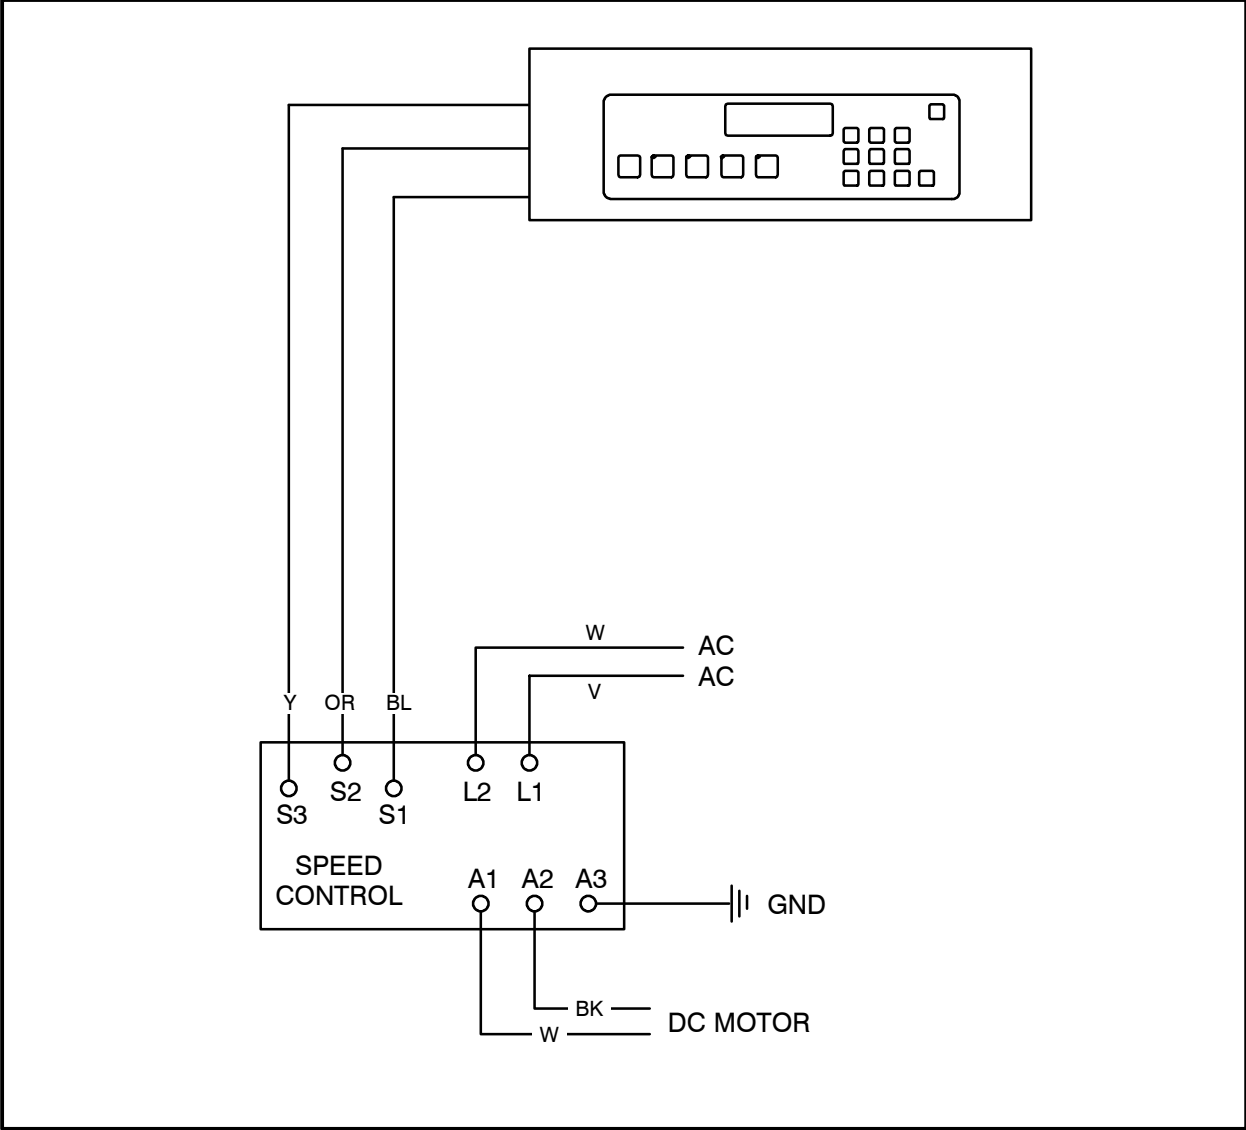 W
AC
AC
V
Y OR BL
S3 S2 S1 L2 L1
SPEED
CONTROL
A1 A2 A3
GND
BK
W
DC MOTOR